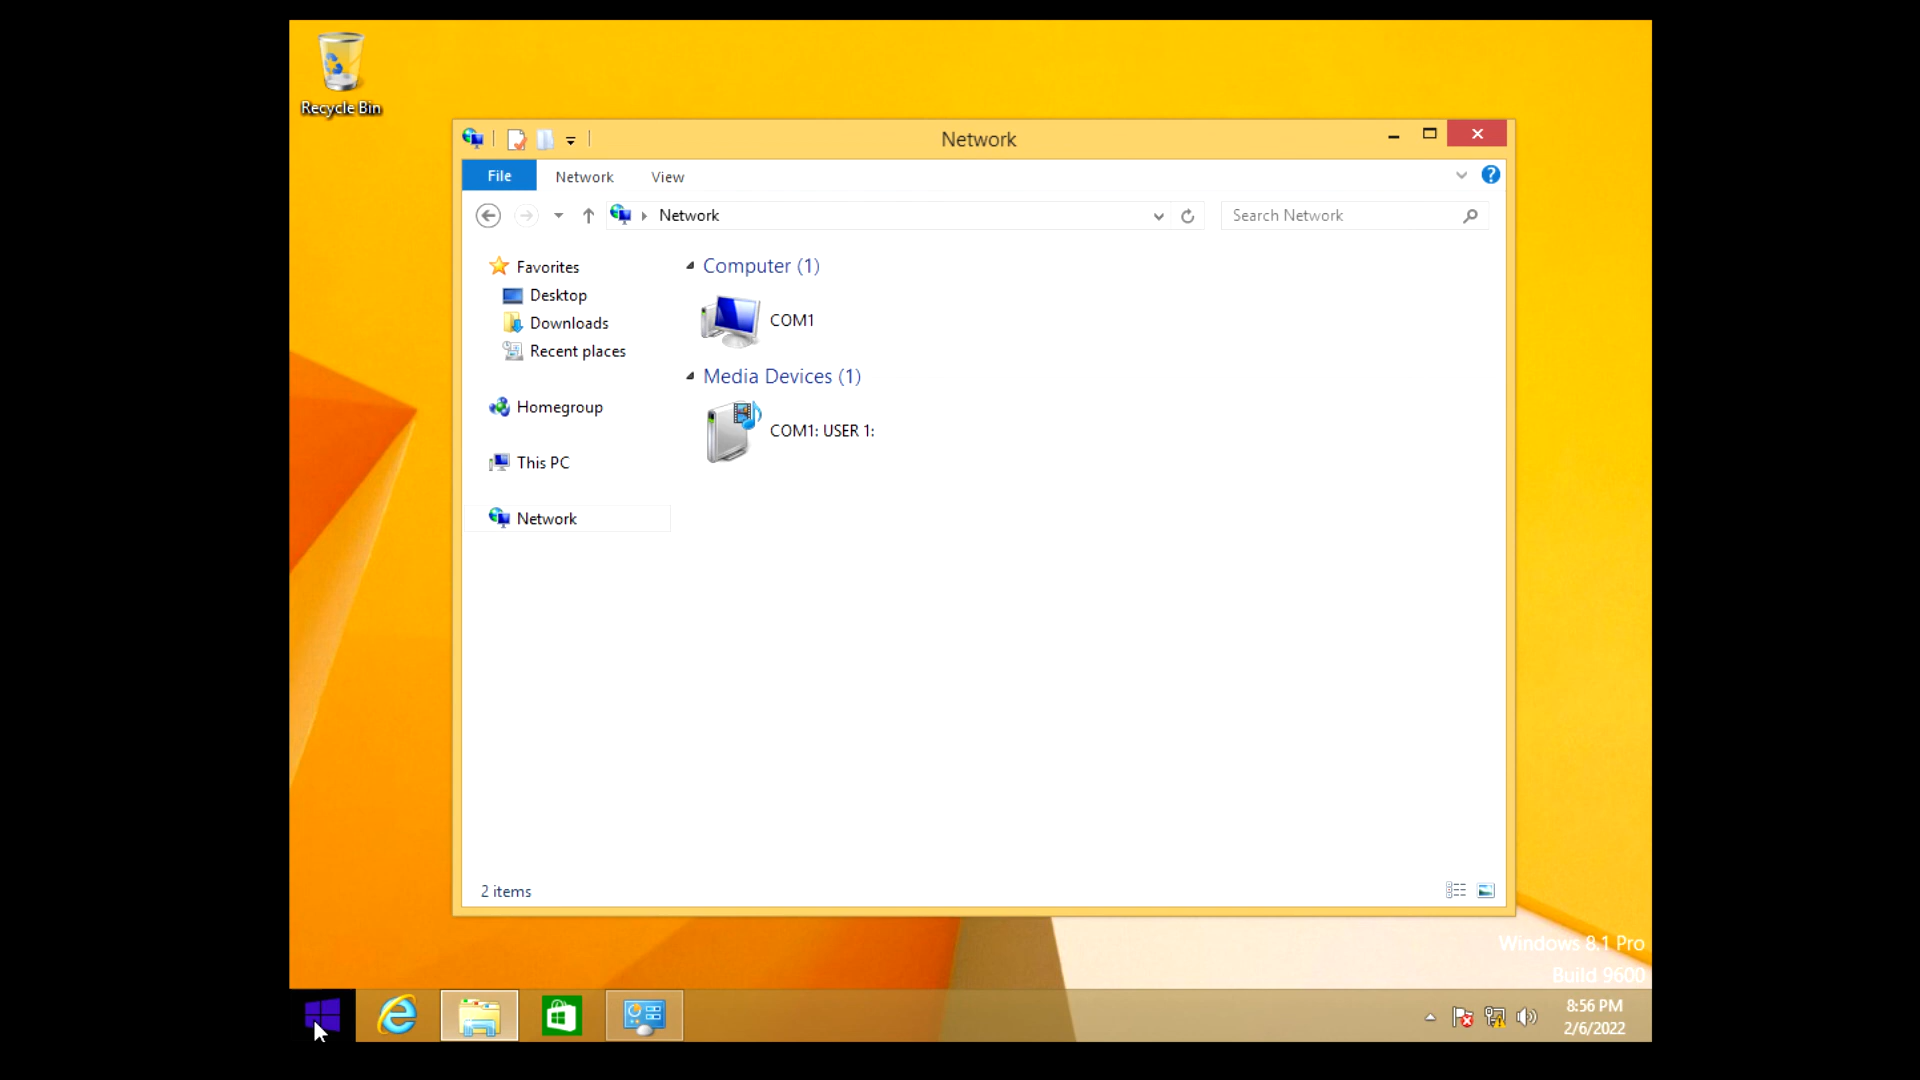 Recycle Bin
Network
File
Network
View
Network
Search Network
Favorites
Desktop
Downloads
Recent places
Homegroup
This PC
Network
Computer (1)
COM1
Media Devices (1)
COM1: USER 1:
2 items
Windows 8.1 Pro
Build 9600
8:56 PM
2/6/2022